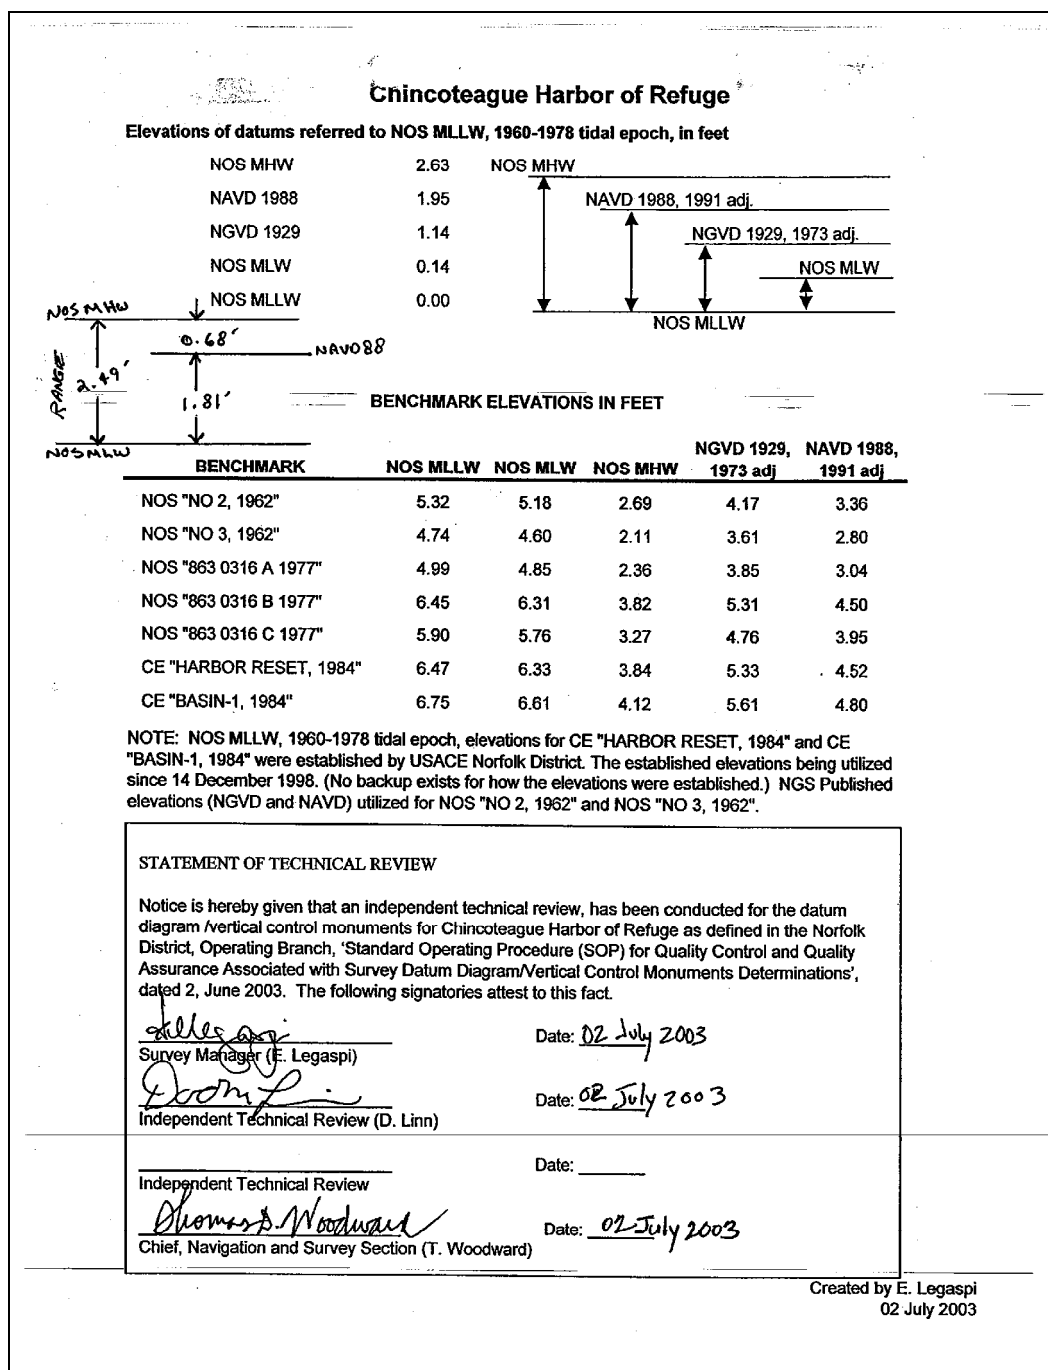 Chincoteague Harbor of Refuge
Elevations of datums referred to NOS MLLW, 1960-1978 tidal epoch, in feet
NOS MHW 2.63
NAVD 1988 1.95
NGVD 1929 1.14
NOS MLW 0.14
NOS MLLW 0.00
NOS MHW
NAVD 1988, 1991 adj.
NGVD 1929, 1973 adj.
NOS MLW
NOS MLLW
NOS MHW
0.68'
NAVD88
RANGE
2.49'
1.81'
NOS MLW
BENCHMARK ELEVATIONS IN FEET
BENCHMARK NOS MLLW NOS MLW NOS MHW NGVD 1929, 1973 adj NAVD 1988, 1991 adj
NOS "NO 2, 1962" 5.32 5.18 2.69 4.17 3.36
NOS "NO 3, 1962" 4.74 4.60 2.11 3.61 2.80
NOS "863 0316 A 1977" 4.99 4.85 2.36 3.85 3.04
NOS "863 0316 B 1977" 6.45 6.31 3.82 5.31 4.50
NOS "863 0316 C 1977" 5.90 5.76 3.27 4.76 3.95
CE "HARBOR RESET, 1984" 6.47 6.33 3.84 5.33 4.52
CE "BASIN-1, 1984" 6.75 6.61 4.12 5.61 4.80
NOTE: NOS MLLW, 1960-1978 tidal epoch, elevations for CE "HARBOR RESET, 1984" and CE
"BASIN-1, 1984" were established by USACE Norfolk District. The established elevations being utilized
since 14 December 1998. (No backup exists for how the elevations were established.) NGS Published
elevations (NGVD and NAVD) utilized for NOS "NO 2, 1962" and NOS "NO 3, 1962".
STATEMENT OF TECHNICAL REVIEW
Notice is hereby given that an independent technical review, has been conducted for the datum
diagram /vertical control monuments for Chincoteague Harbor of Refuge as defined in the Norfolk
District, Operating Branch, 'Standard Operating Procedure (SOP) for Quality Control and Quality
Assurance Associated with Survey Datum Diagram/Vertical Control Monuments Determinations',
dated 2, June 2003. The following signatories attest to this fact.
Date: 02 July 2003
Survey Manager (E. Legaspi)
Date: 02 July 2003
Independent Technical Review (D. Linn)
Date:
Independent Technical Review
Thomas D. Woodward Date: 02 July 2003
Chief, Navigation and Survey Section (T. Woodward)
Created by E. Legaspi
02 July 2003